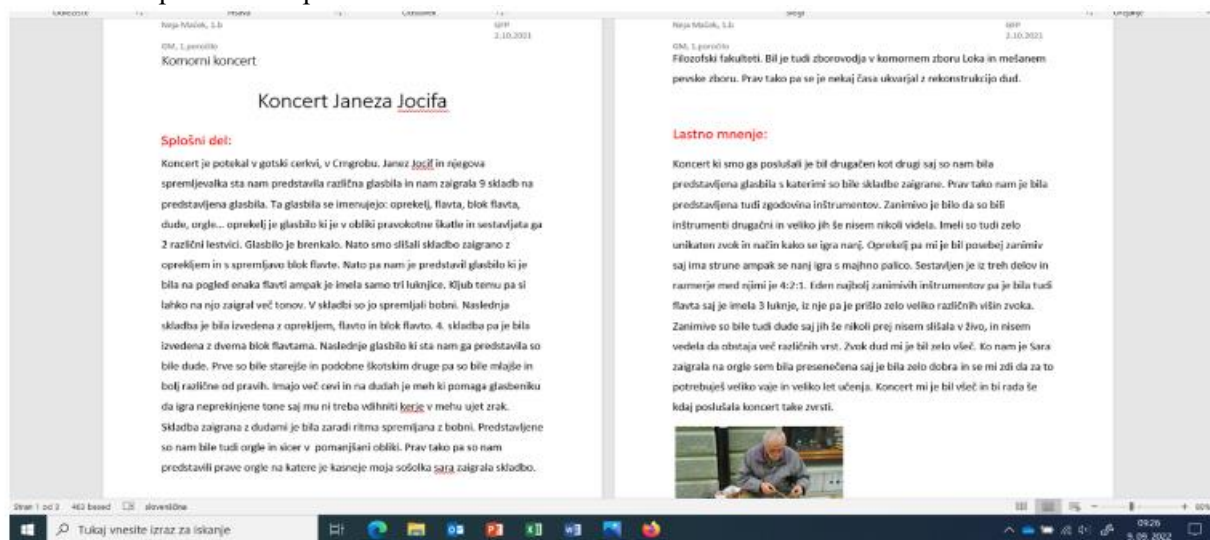 Neja Maček, 1.b
GFP
2.10.2021
GM, 1.poročilo
Komorni koncert
Koncert Janeza Jocifa
Splošni del:
Koncert je potekal v gotski cerkvi, v Crngrobu. Janez Jocif in njegova
spremljevalka sta nam predstavila različna glasbila in nam zaigrala 9 skladb na
predstavljena glasbila. Ta glasbila se imenujejo: oprekelj, flavta, blok flavta,
dude, orgle... oprekelj je glasbilo ki je v obliki pravokotne škatle in sestavljata ga
2 različni lestvici. Glasbilo je brenkalo. Nato smo slišali skladbo zaigrano z
oprekljem in s spremljavo blok flavte. Nato pa nam je predstavil glasbilo ki je
bila na pogled enaka flavti ampak je imela samo tri luknjice. Kljub temu pa si
lahko na njo zaigral več tonov. V skladbi so jo spremljali bobni. Naslednja
skladba je bila izvedena z oprekljem, flavto in blok flavto. 4. skladba pa je bila
izvedena z dvema blok flavtama. Naslednje glasbilo ki sta nam ga predstavila so
bile dude. Prve so bile starejše in podobne škotskim druge pa so bile mlajše in
bolj različne od pravih. Imajo več cevi in na dudah je meh ki pomaga glasbeniku
da igra neprekinjene tone saj mu ni treba vdihniti kerje v mehu ujet zrak.
Skladba zaigrana z dudami je bila zaradi ritma spremljana z bobni. Predstavljene
so nam bile tudi orgle in sicer v pomanjšani obliki. Prav tako pa so nam
predstavili prave orgle na katere je kasneje moja sošolka sara zaigrala skladbo.
Neja Maček, 1.b
GFP
2.10.2021
GM, 1.poročilo
Filozofski fakulteti. Bil je tudi zborovodja v komornem zboru Loka in mešanem
pevske zboru. Prav tako pa se je nekaj časa ukvarjal z rekonstrukcijo dud.
Lastno mnenje:
Koncert ki smo ga poslušali je bil drugačen kot drugi saj so nam bila
predstavljena glasbila s katerimi so bile skladbe zaigrane. Prav tako nam je bila
predstavljena tudi zgodovina inštrumentov. Zanimivo je bilo da so bili
inštrumenti drugačni in veliko jih še nisem nikoli videla. Imeli so tudi zelo
unikaten zvok in način kako se igra nanj. Oprekelj pa mi je bil posebej zanimiv
saj ima strune ampak se nanj igra s majhno palico. Sestavljen je iz treh delov in
razmerje med njimi je 4:2:1. Eden najbolj zanimivih inštrumentov pa je bila tudi
flavta saj je imela 3 luknje, iz nje pa je prišlo zelo veliko različnih višin zvoka.
Zanimive so bile tudi dude saj jih še nikoli prej nisem slišala v živo, in nisem
vedela da obstaja več različnih vrst. Zvok dud mi je bil zelo všeč. Ko nam je Sara
zaigrala na orgle sem bila presenečena saj je bila zelo dobra in se mi zdi da za to
potrebuješ veliko vaje in veliko let učenja. Koncert mi je bil všeč in bi rada še
kdaj poslušala koncert take zvrsti.
Stran 1 od 3 463 besed slovenščina
60%
Tukaj vnesite izraz za iskanje
09:26
9. 09. 2022